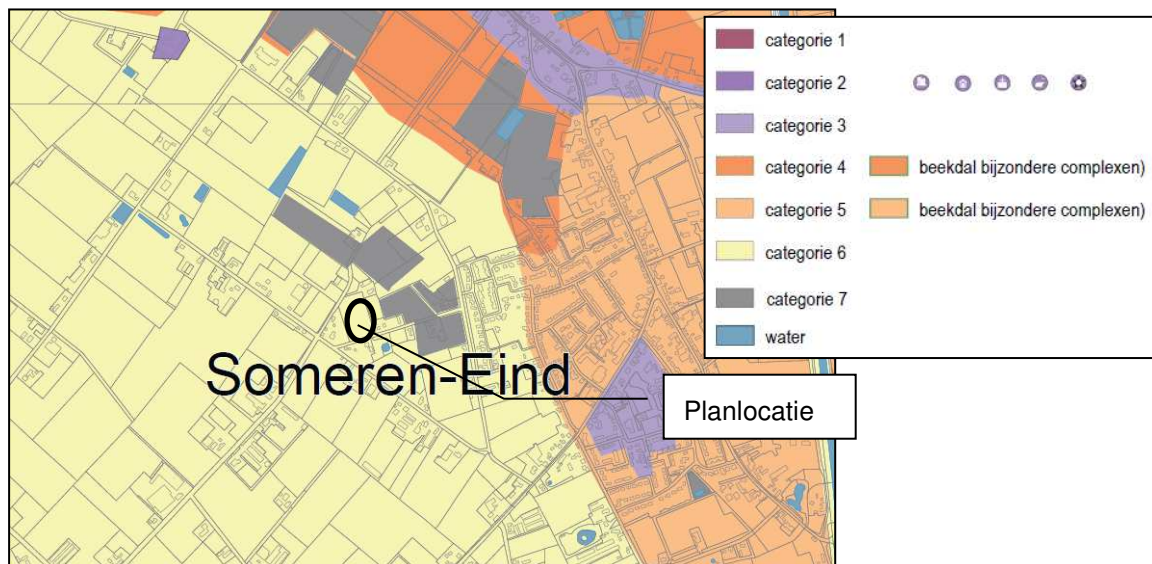 categorie 1
categorie 2
categorie 3
categorie 4
beekdal bijzondere complexen)
categorie 5
beekdal bijzondere complexen)
categorie 6
categorie 7
water
Someren-Eind
Planlocatie